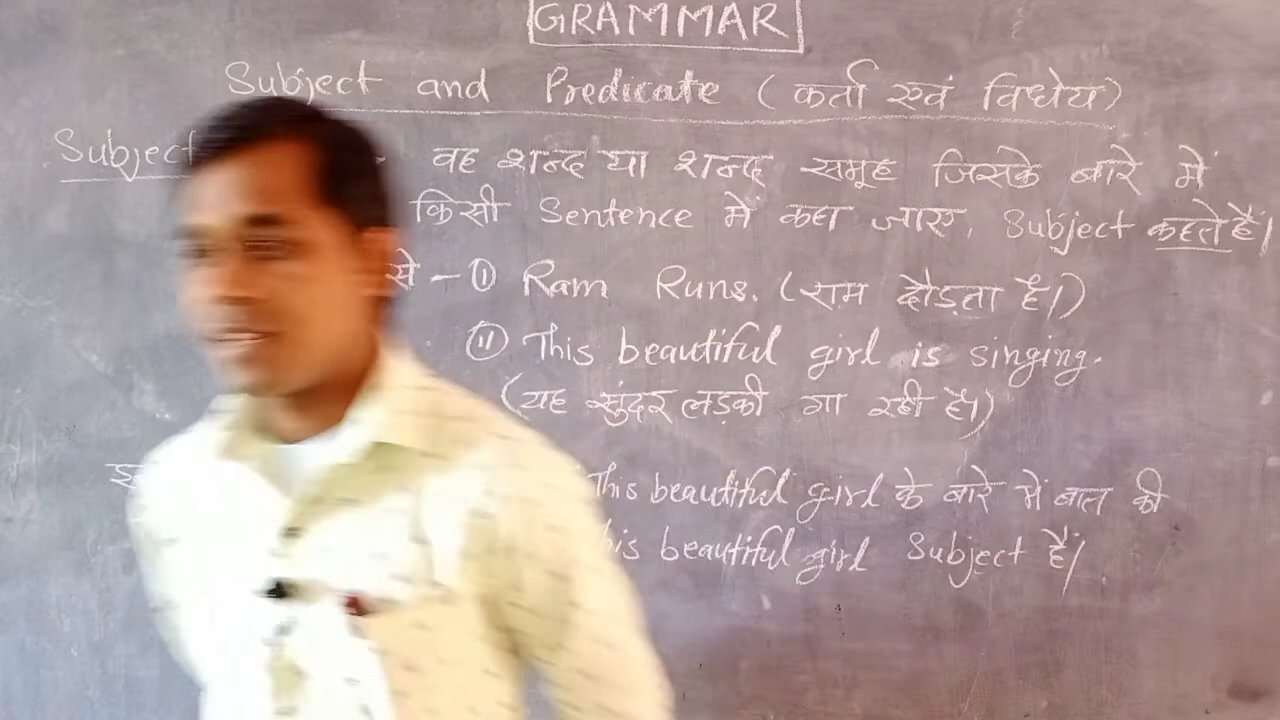 GRAMMAR
Subject and Predicate ( कर्ता एवं विधेय )
Subject वह शब्द या शब्द समूह जिसके बारे में
किसी Sentence में कहा जाए, Subject कहते हैं।
से - (i) Ram Runs. (राम दौड़ता है।)
(ii) This beautiful girl is singing.
(यह सुंदर लड़की गा रही है।)
This beautiful girl के बारे में बात की
his beautiful girl Subject है।